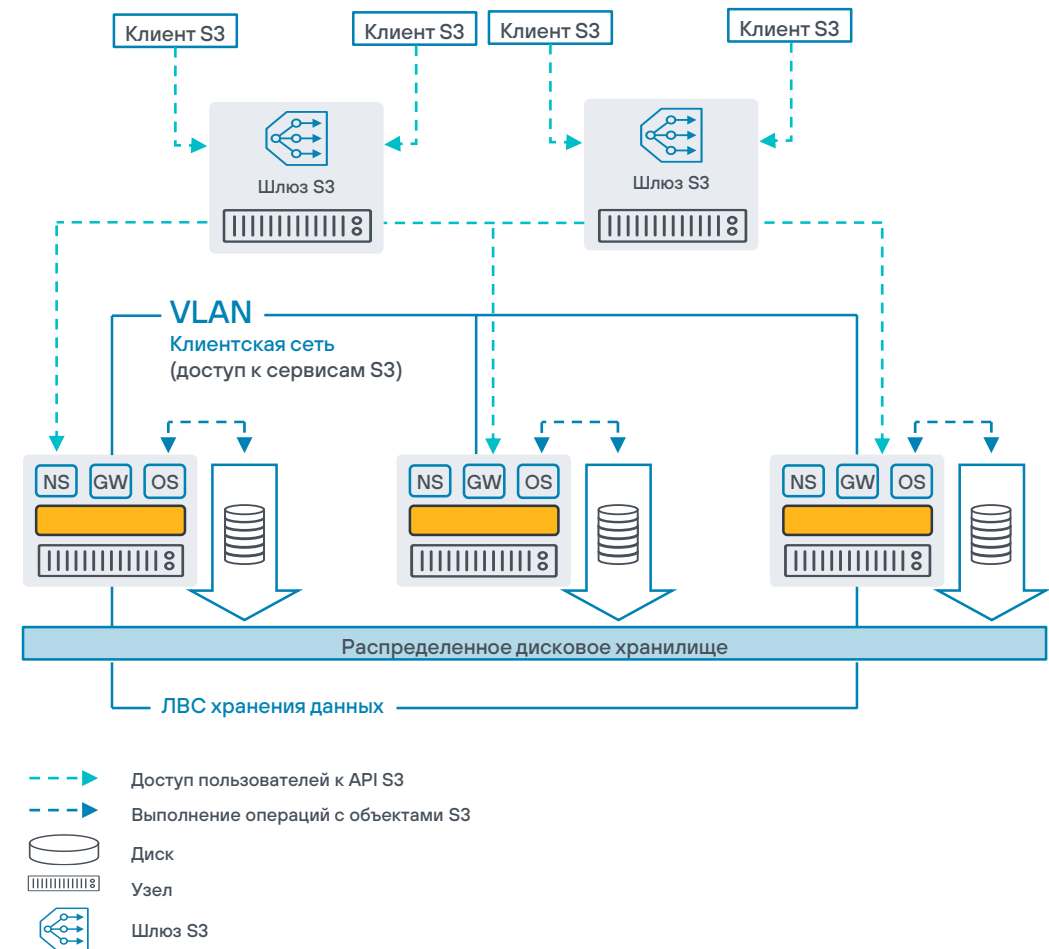 Клиент S3
Клиент S3
Клиент S3
Клиент S3
Шлюз S3
Шлюз S3
VLAN
Клиентская сеть
(доступ к сервисам S3)
NS GW OS
NS GW OS
NS GW OS
Распределенное дисковое хранилище
ЛВС хранения данных
Доступ пользователей к API S3
Выполнение операций с объектами S3
Диск
Узел
Шлюз S3